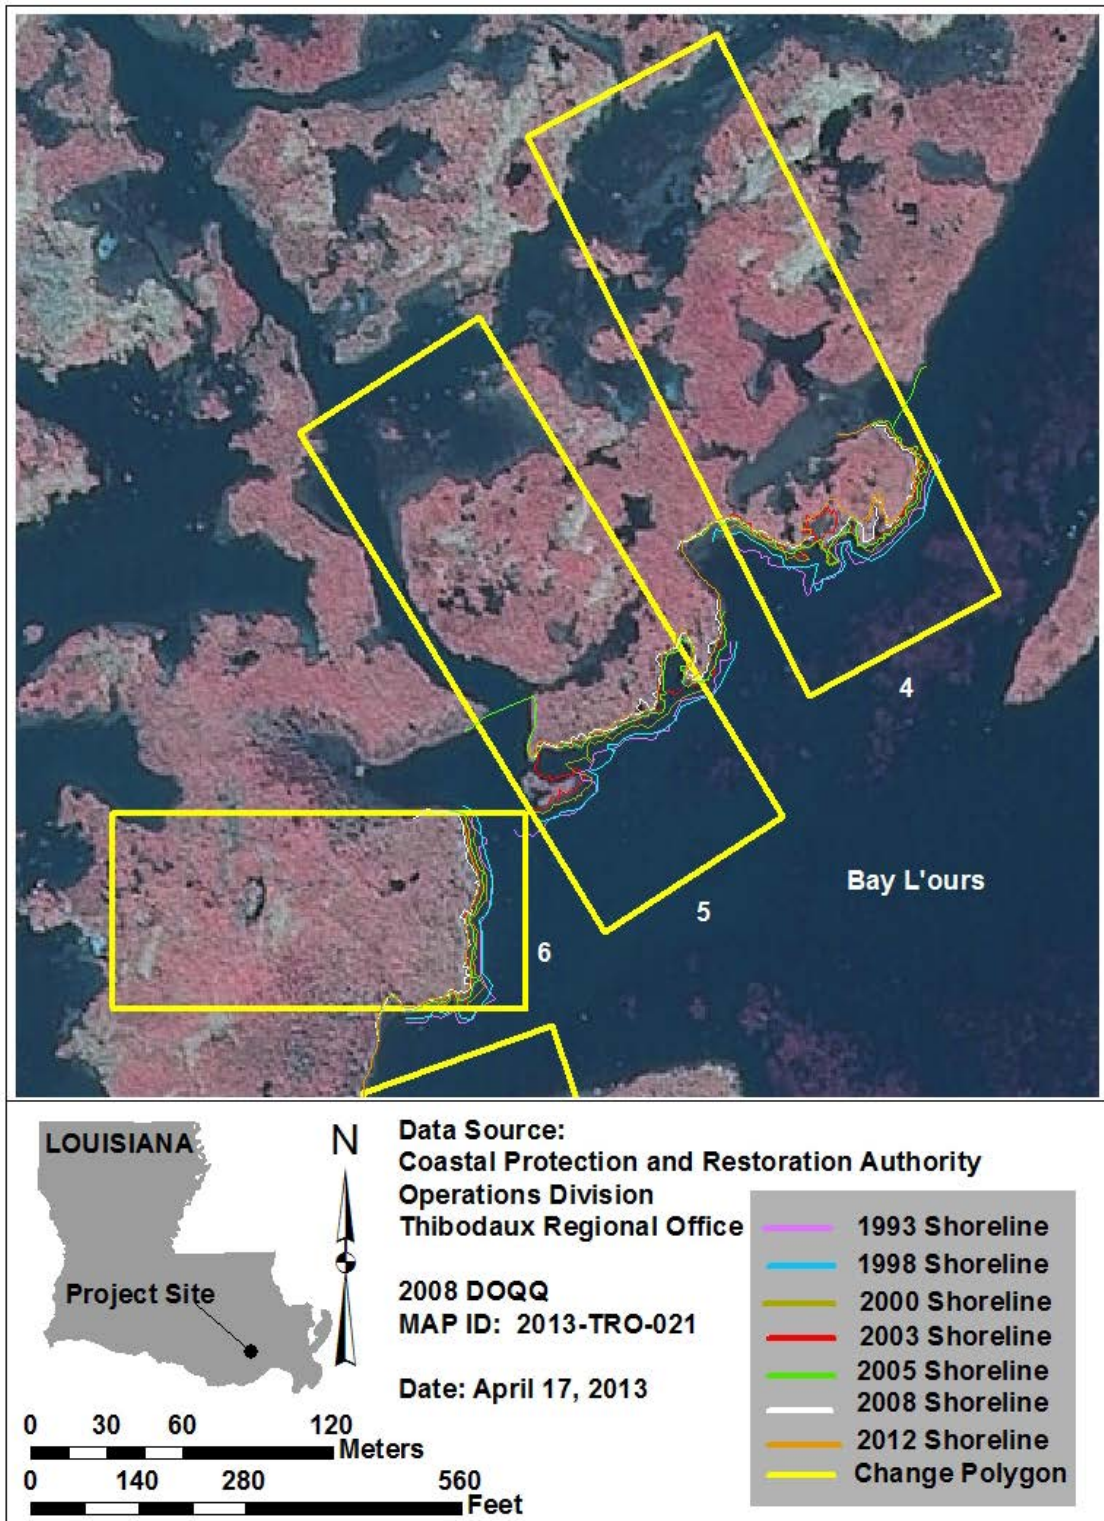 4
Bay L'ours
5
6
LOUISIANA
Project Site
N
Data Source:
Coastal Protection and Restoration Authority
Operations Division
Thibodaux Regional Office
2008 DOQQ
MAP ID: 2013-TRO-021
Date: April 17, 2013
0 30 60 120
Meters
0 140 280 560
Feet
1993 Shoreline
1998 Shoreline
2000 Shoreline
2003 Shoreline
2005 Shoreline
2008 Shoreline
2012 Shoreline
Change Polygon